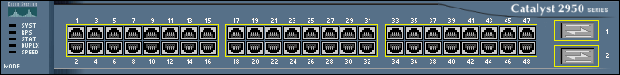 CISCO SYSTEMS
Catalyst 2950 SERIES
1 3 5 7 9 11 13 15 17 19 21 23 25 27 29 31 33 35 37 39 41 43 45 47
SYST
RPS
STAT
DUPLX
SPEED
MODE
2 4 6 8 10 12 14 16 18 20 22 24 26 28 30 32 34 36 38 40 42 44 46 48
1
2